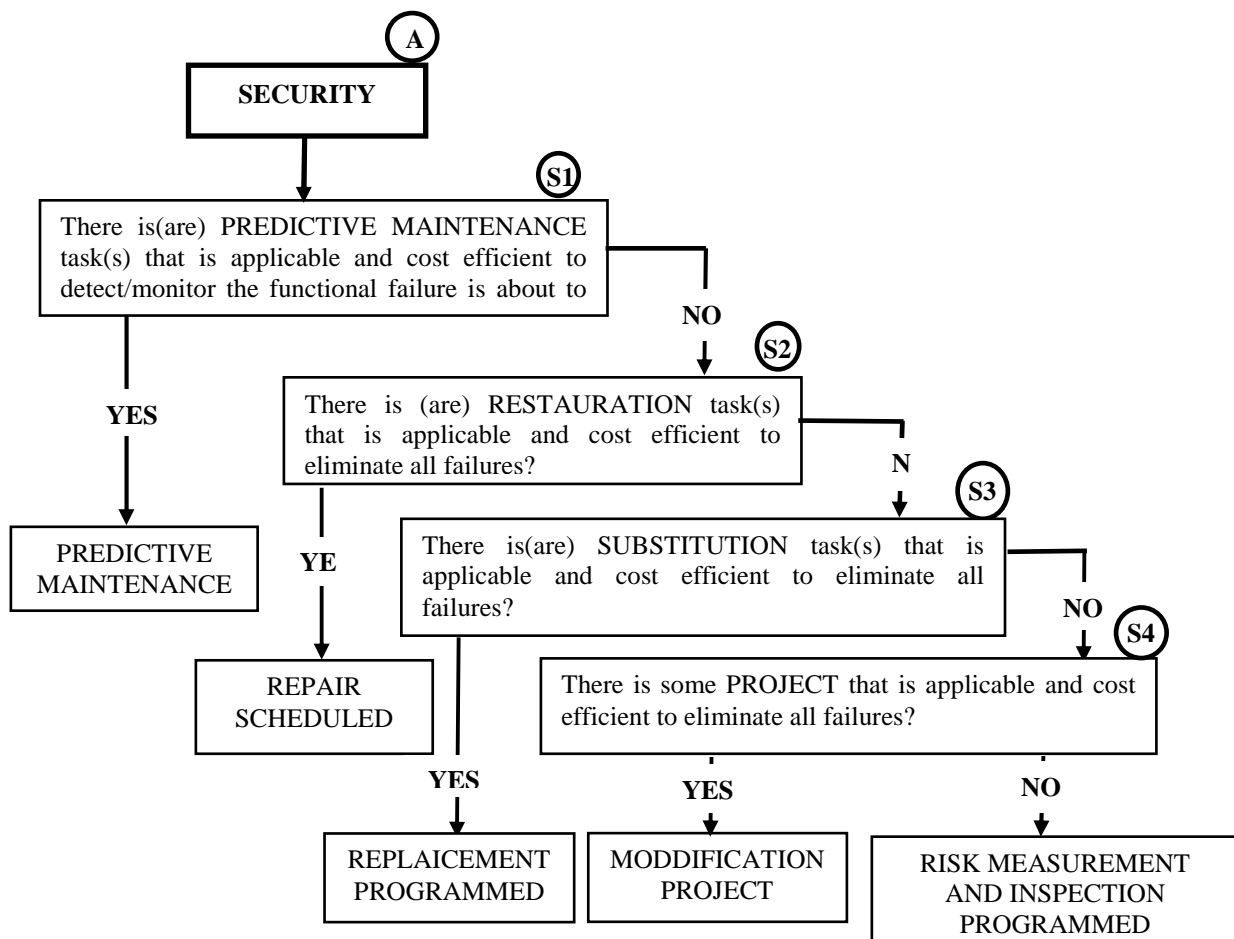 A
SECURITY
S1
There is(are) PREDICTIVE MAINTENANCE
task(s) that is applicable and cost efficient to
detect/monitor the functional failure is about to
NO
S2
YES
There is (are) RESTAURATION task(s)
that is applicable and cost efficient to
eliminate all failures?
N
S3
PREDICTIVE
MAINTENANCE
YE
There is(are) SUBSTITUTION task(s) that is
applicable and cost efficient to eliminate all
failures?
NO
S4
REPAIR
SCHEDULED
There is some PROJECT that is applicable and cost
efficient to eliminate all failures?
YES
YES
NO
REPLAICEMENT
PROGRAMMED
MODDIFICATION
PROJECT
RISK MEASUREMENT
AND INSPECTION
PROGRAMMED